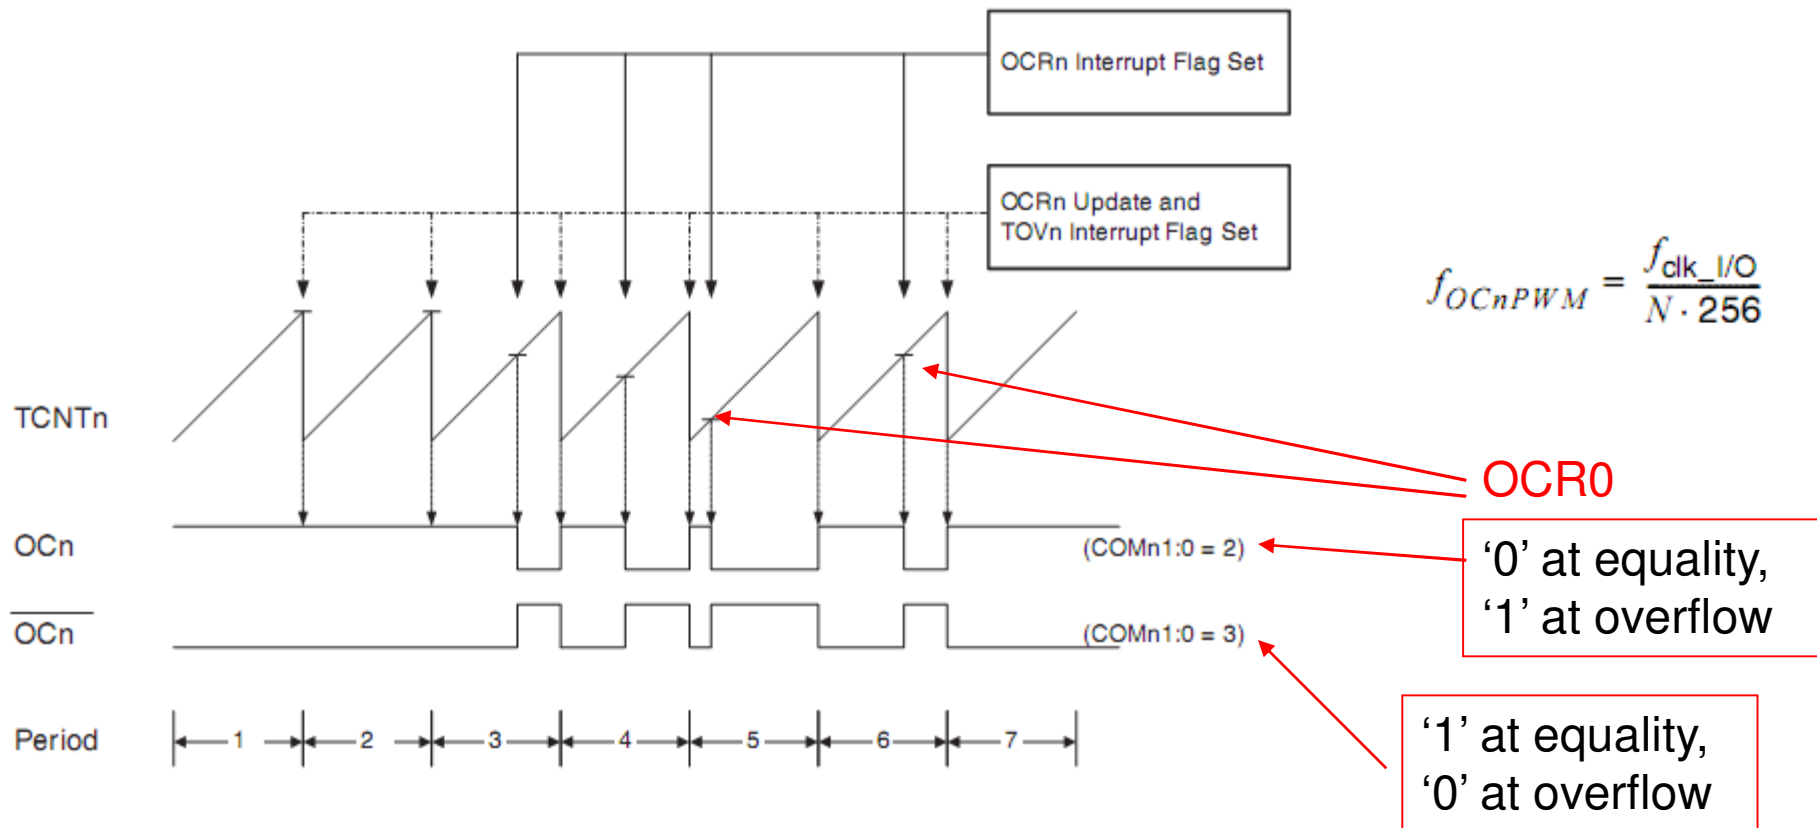 OCRn Interrupt Flag Set
OCRn Update and
TOVn Interrupt Flag Set
f_OCnPWM = f_clk_I/O / N · 256
TCNTn
OCR0
OCn
(COMn1:0 = 2)
‘0’ at equality,
‘1’ at overflow
OCn
(COMn1:0 = 3)
‘1’ at equality,
‘0’ at overflow
Period
1 2 3 4 5 6 7